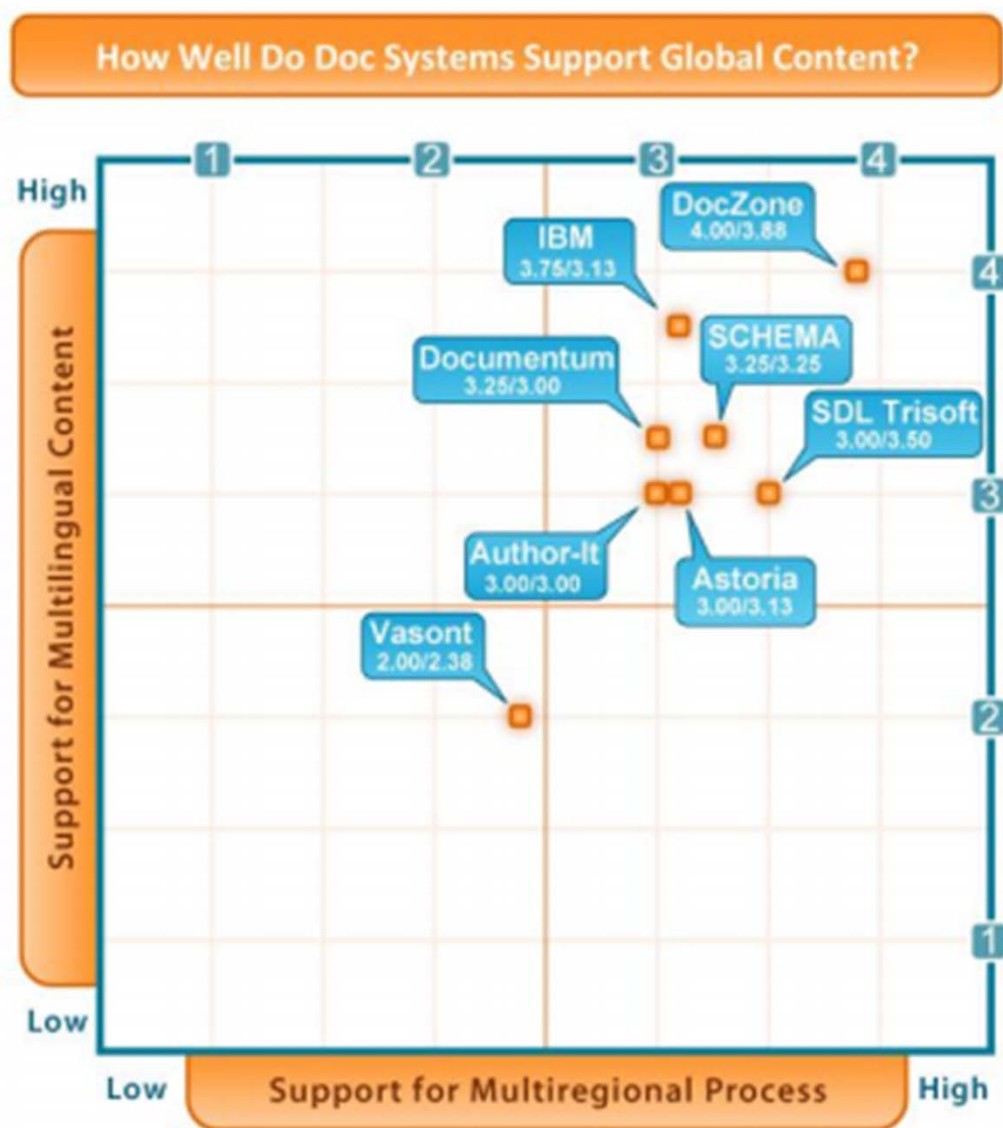 How Well Do Doc Systems Support Global Content?
1 2 3 4
High
DocZone
4.00/3.88
IBM
3.75/3.13
4
SCHEMA
3.25/3.25
Documentum
3.25/3.00
SDL Trisoft
3.00/3.50
3
Author-It
3.00/3.00
Astoria
3.00/3.13
Vasont
2.00/2.38
2
1
Support for Multilingual Content
Low
Low
Support for Multiregional Process
High